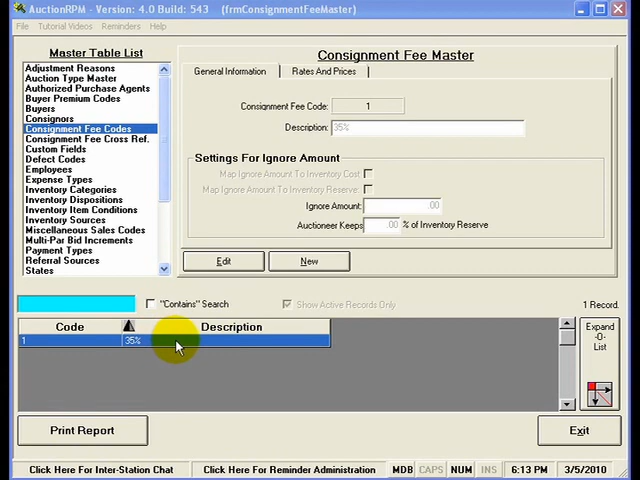 AuctionRPM - Version: 4.0 Build: 543 (frmConsignmentFeeMaster)
File Tutorial Videos Reminders Help
Master Table List
Adjustment Reasons
Auction Type Master
Authorized Purchase Agents
Buyer Premium Codes
Buyers
Consignors
Consignment Fee Codes
Consignment Fee Cross Ref.
Custom Fields
Defect Codes
Employees
Expense Types
Inventory Categories
Inventory Dispositions
Inventory Item Conditions
Inventory Sources
Miscellaneous Sales Codes
Multi-Par Bid Increments
Payment Types
Referral Sources
States
Consignment Fee Master
General Information Rates And Prices
Consignment Fee Code: 1
Description: 35%
Settings For Ignore Amount
Map Ignore Amount To Inventory Cost
Map Ignore Amount To Inventory Reserve
Ignore Amount: .00
Auctioneer Keeps .00 % of Inventory Reserve
Edit New
"Contains" Search Show Active Records Only 1 Record.
Code Description
1 35%
Expand
-O-
List
Print Report Exit
Click Here For Inter-Station Chat Click Here For Reminder Administration MDB CAPS NUM INS 6:13 PM 3/5/2010